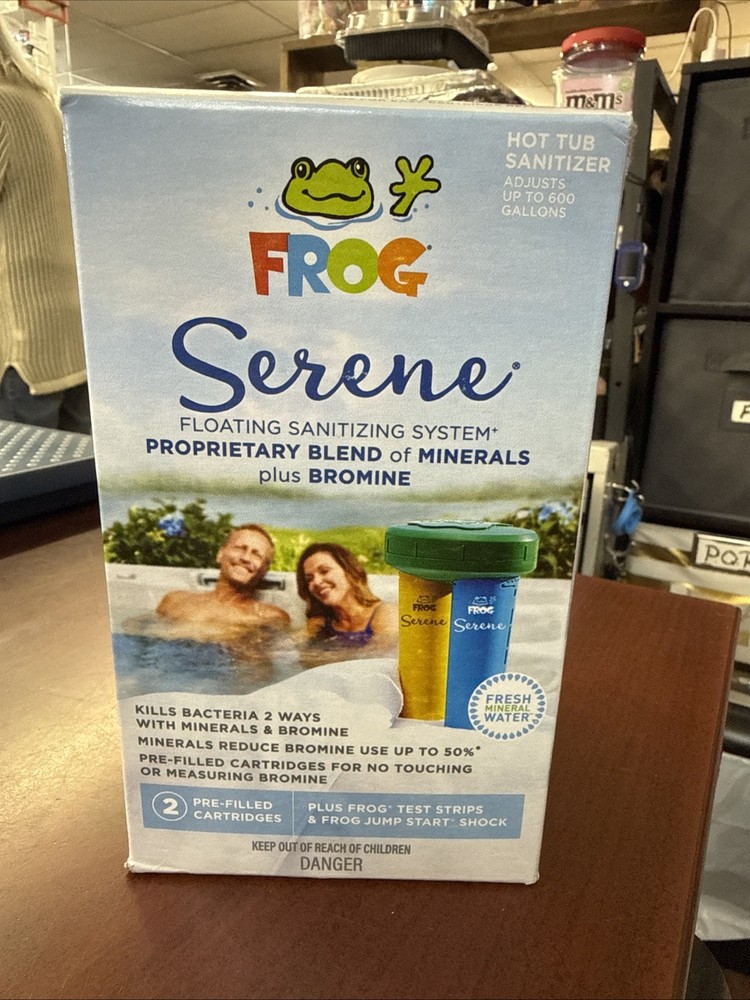 m&m's
HOT TUB
SANITIZER
ADJUSTS
UP TO 600
GALLONS
FROG®
Serene®
FLOATING SANITIZING SYSTEM+
PROPRIETARY BLEND of MINERALS
plus BROMINE
FROG
Serene
FROG
Serene
FRESH
MINERAL
WATER
KILLS BACTERIA 2 WAYS
WITH MINERALS & BROMINE
MINERALS REDUCE BROMINE USE UP TO 50%*
PRE-FILLED CARTRIDGES FOR NO TOUCHING
OR MEASURING BROMINE
2 PRE-FILLED
CARTRIDGES
PLUS FROG® TEST STRIPS
& FROG JUMP START® SHOCK
KEEP OUT OF REACH OF CHILDREN
DANGER